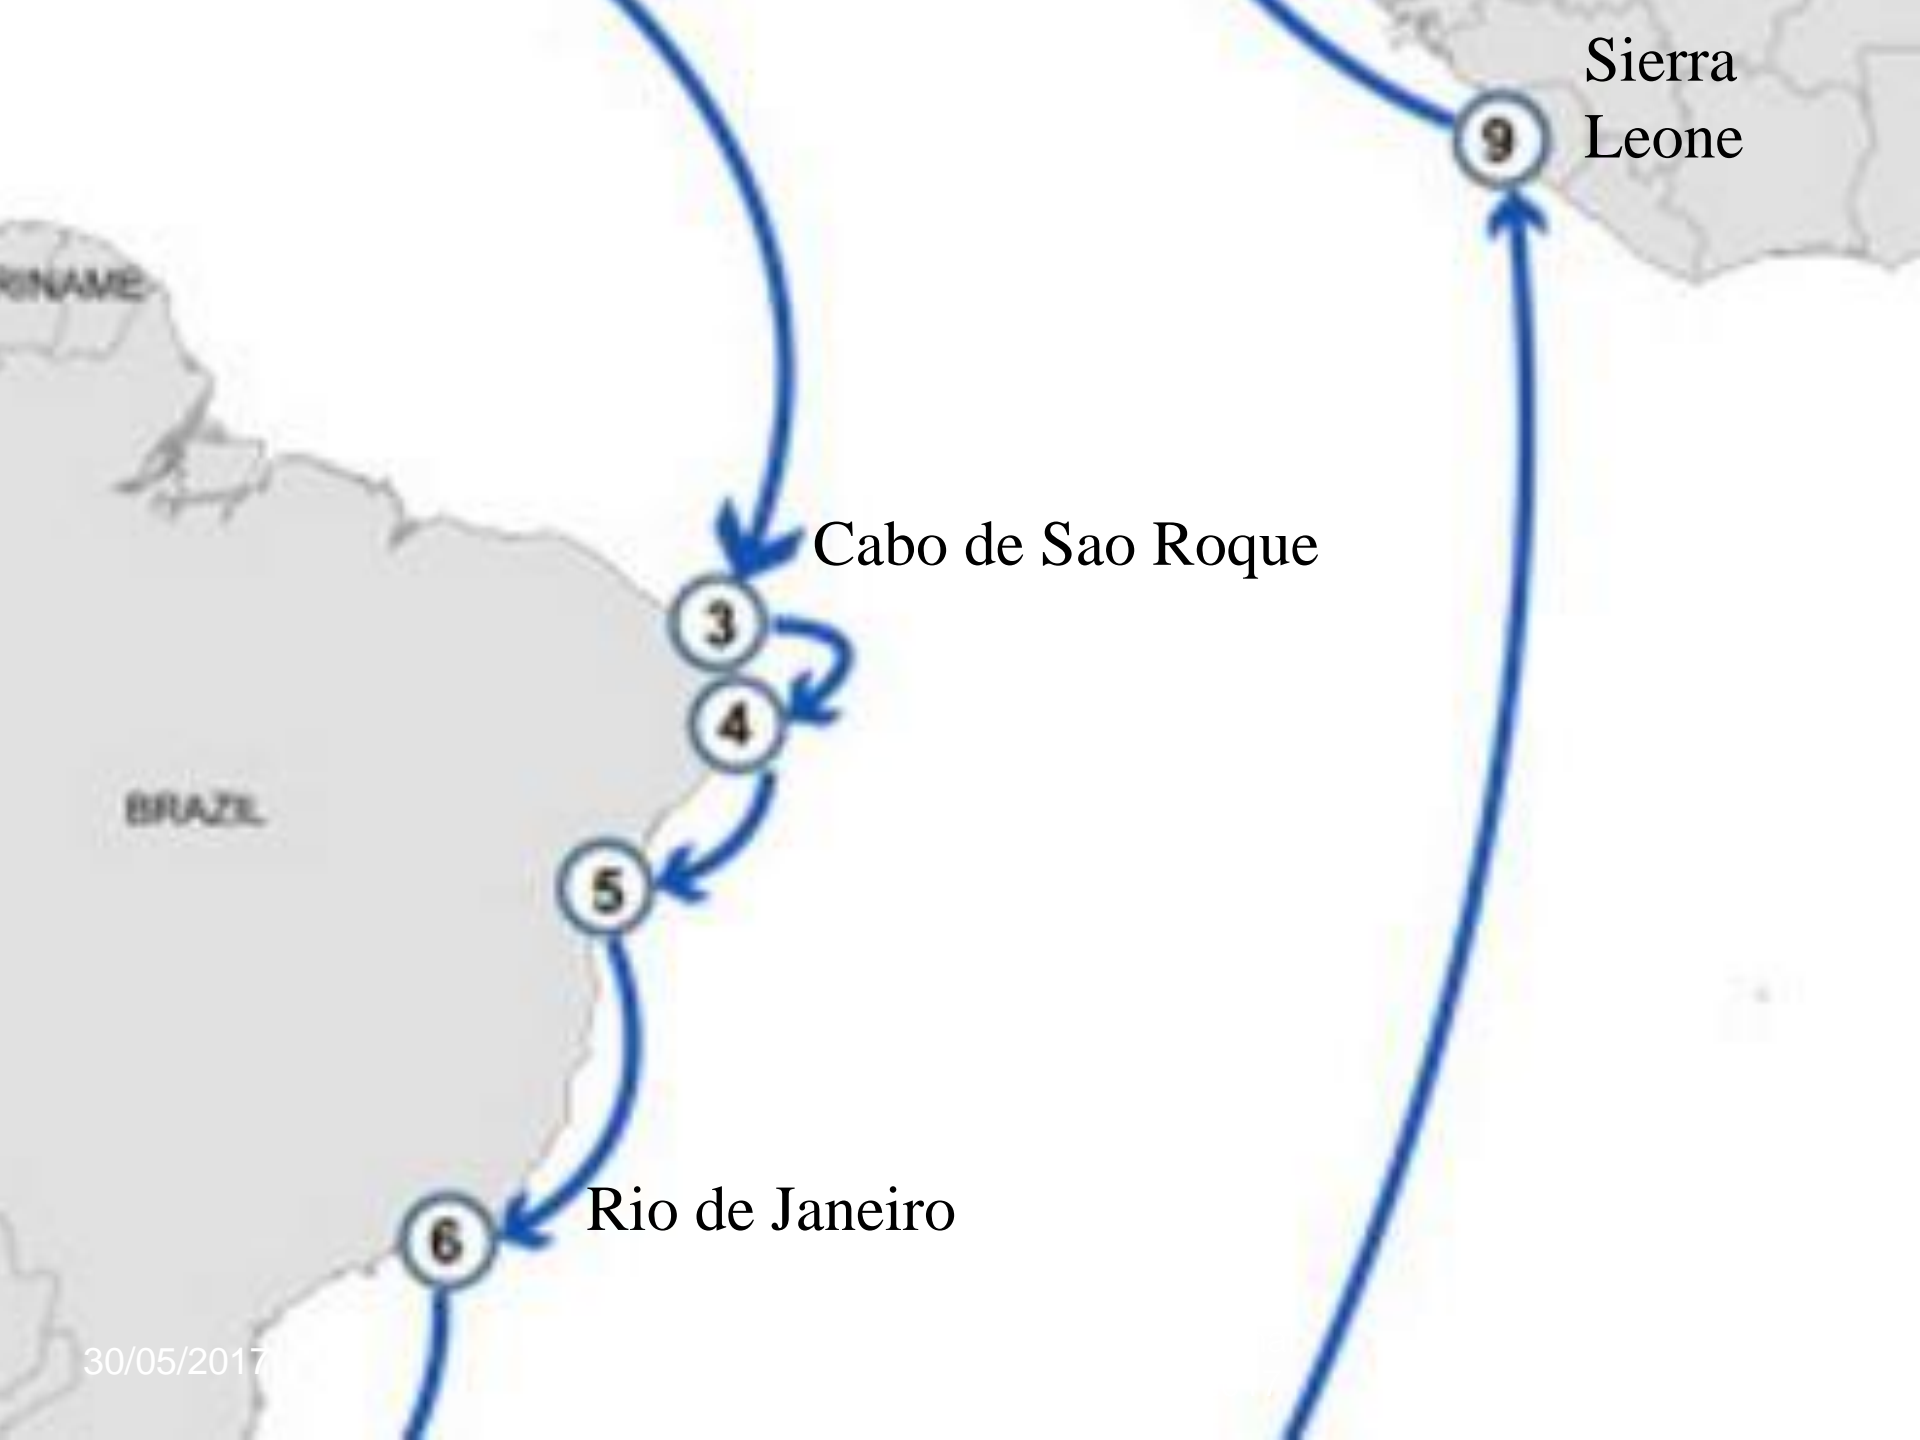 Sierra
Leone
9
RINAME
Cabo de Sao Roque
3
4
BRAZIL
5
Rio de Janeiro
6
30/05/2017